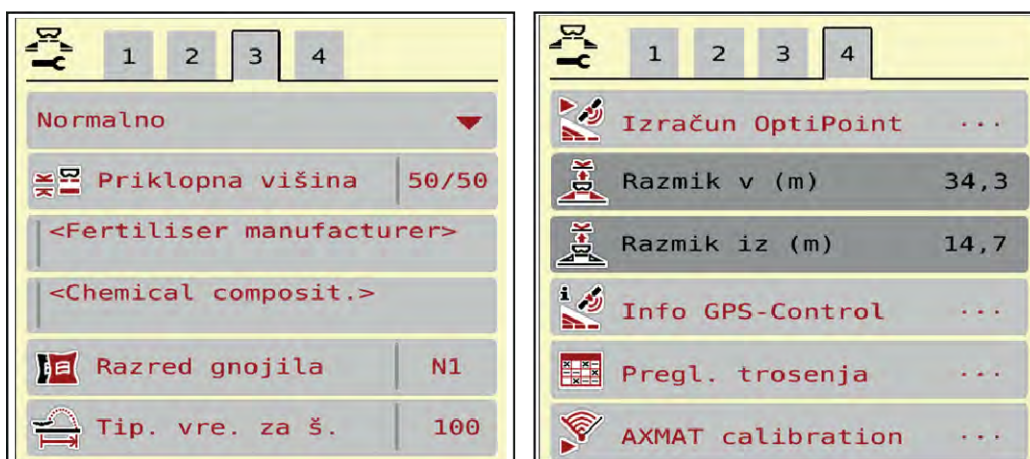 1 2 3 4
Normalno
Priklopna višina 50/50
<Fertiliser manufacturer>
<Chemical composit.>
Razred gnojila N1
Tip. vre. za š. 100
1 2 3 4
Izračun OptiPoint ...
Razmik v (m) 34,3
Razmik iz (m) 14,7
i Info GPS-Control ...
Pregl. trosenja ...
AXMAT calibration ...